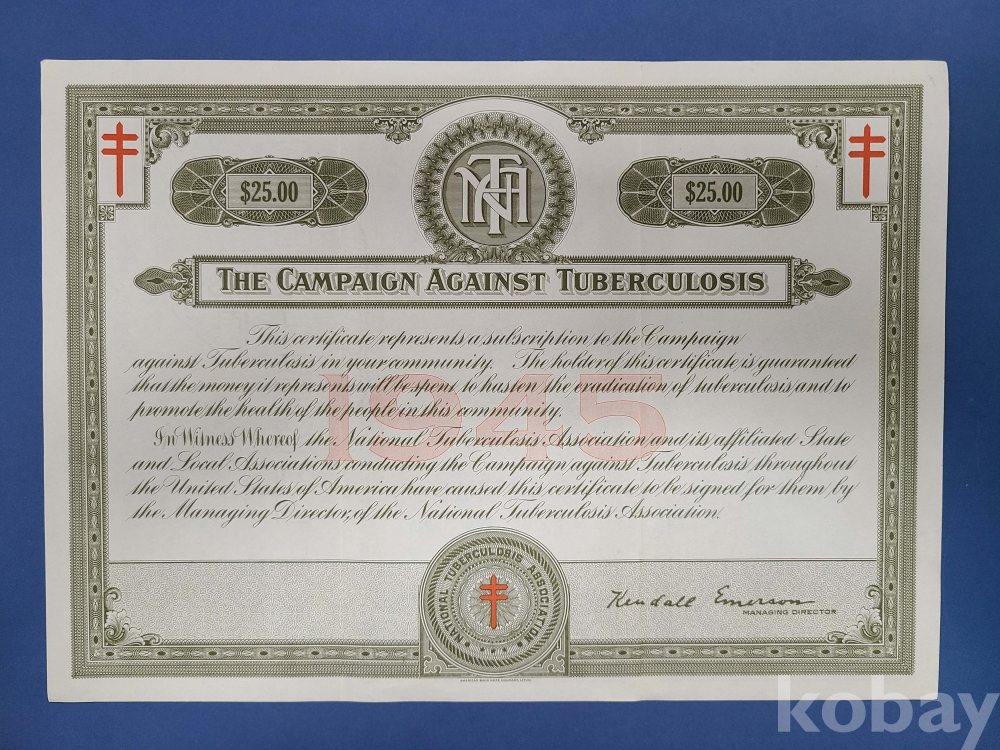 NTA
$25.00 $25.00
THE CAMPAIGN AGAINST TUBERCULOSIS
This certificate represents a subscription to the Campaign
against Tuberculosis in your community. The holder of this certificate is guaranteed
that the money it represents will be spent to hasten the eradication of tuberculosis and to
promote the health of the people in this community.
1945
In Witness Whereof the National Tuberculosis Association and its affiliated State
and Local Associations conducting the Campaign against Tuberculosis throughout
the United States of America have caused this certificate to be signed for them by
the Managing Director, of the National Tuberculosis Association.
NATIONAL TUBERCULOSIS ASSOCIATION
Kendall Emerson
MANAGING DIRECTOR
AMERICAN BANK NOTE COMPANY, LITHO.
kobay